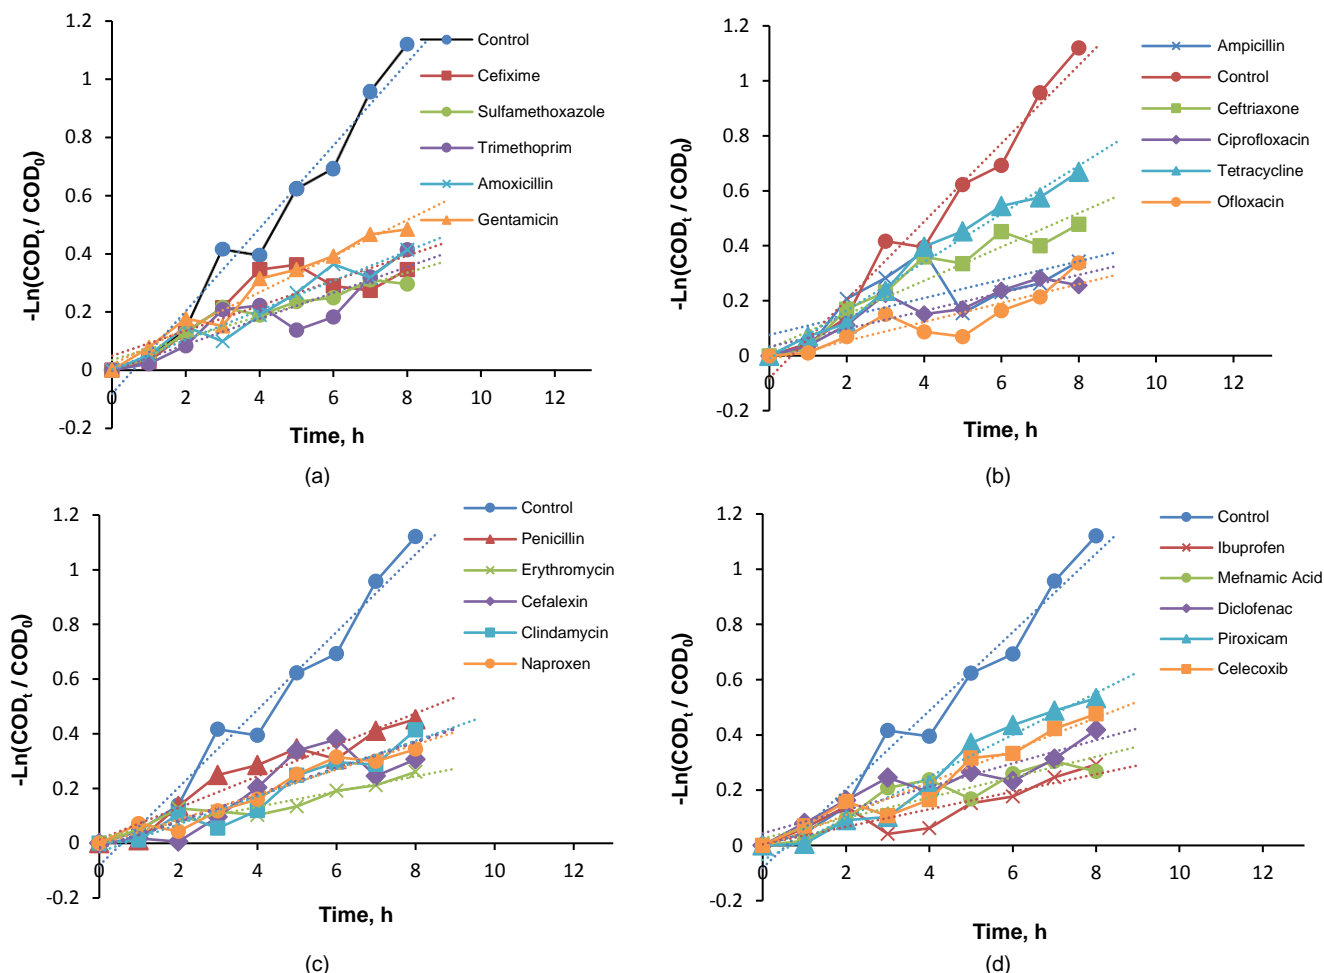 1.2
1
0.8
0.6
0.4
0.2
0
-0.2
-Ln(CODt / COD0)
0 2 4 6 8 10 12
Time, h
Control
Cefixime
Sulfamethoxazole
Trimethoprim
Amoxicillin
Gentamicin
(a)
1.2
1
0.8
0.6
0.4
0.2
0
-0.2
-Ln(CODt / COD0)
0 2 4 6 8 10 12
Time, h
Ampicillin
Control
Ceftriaxone
Ciprofloxacin
Tetracycline
Ofloxacin
(b)
1.2
1
0.8
0.6
0.4
0.2
0
-0.2
-Ln(CODt / COD0)
0 2 4 6 8 10 12
Time, h
Control
Penicillin
Erythromycin
Cefalexin
Clindamycin
Naproxen
(c)
1.2
1
0.8
0.6
0.4
0.2
0
-0.2
-Ln(CODt / COD0)
0 2 4 6 8 10 12
Time, h
Control
Ibuprofen
Mefnamic Acid
Diclofenac
Piroxicam
Celecoxib
(d)